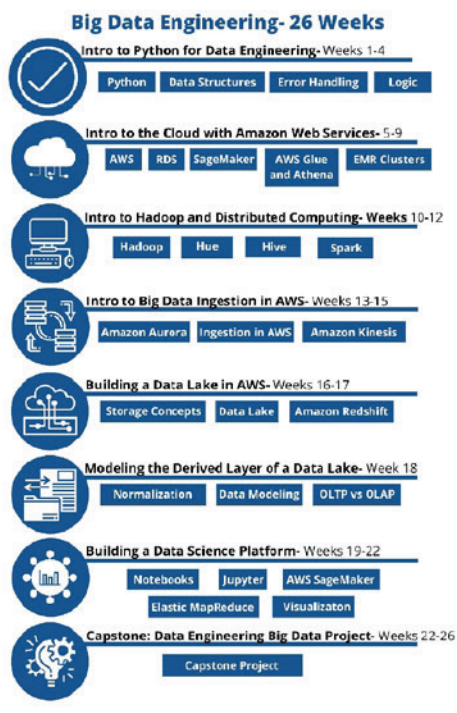 Big Data Engineering- 26 Weeks
Intro to Python for Data Engineering- Weeks 1-4
Python Data Structures Error Handling Logic
Intro to the Cloud with Amazon Web Services- 5-9
AWS RDS SageMaker AWS Glue and Athena EMR Clusters
Intro to Hadoop and Distributed Computing- Weeks 10-12
Hadoop Hue Hive Spark
Intro to Big Data Ingestion in AWS- Weeks 13-15
Amazon Aurora Ingestion in AWS Amazon Kinesis
Building a Data Lake in AWS- Weeks 16-17
Storage Concepts Data Lake Amazon Redshift
Modeling the Derived Layer of a Data Lake- Week 18
Normalization Data Modeling OLTP vs OLAP
Building a Data Science Platform- Weeks 19-22
Notebooks Jupyter AWS SageMaker
Elastic MapReduce Visualizaton
Capstone: Data Engineering Big Data Project- Weeks 22-26
Capstone Project